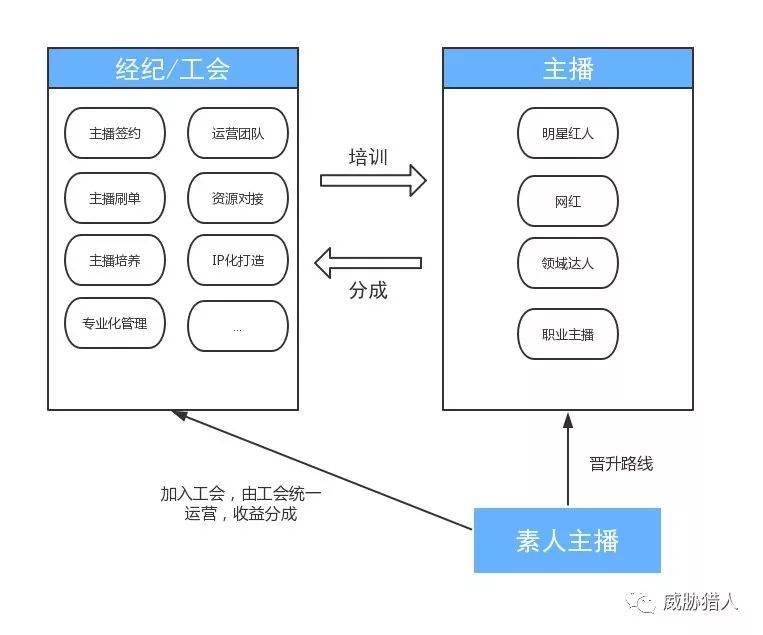 经纪/工会
主播签约
运营团队
主播刷单
资源对接
主播培养
IP化打造
专业化管理
...
培训
分成
主播
明星红人
网红
领域达人
职业主播
加入工会，由工会统一
运营，收益分成
晋升路线
素人主播
威胁猎人